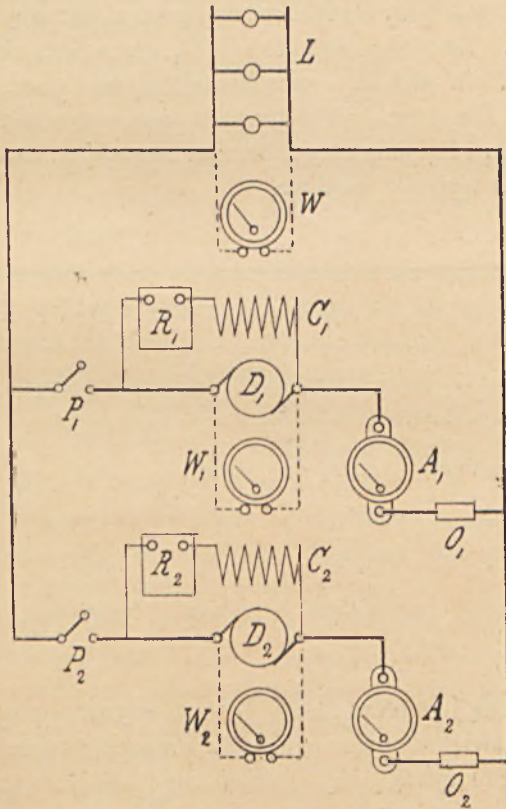 L
W
R₁
C₁
D₁
P₁
W₁
A₁
O₁
R₂
C₂
D₂
P₂
W₂
A₂
O₂